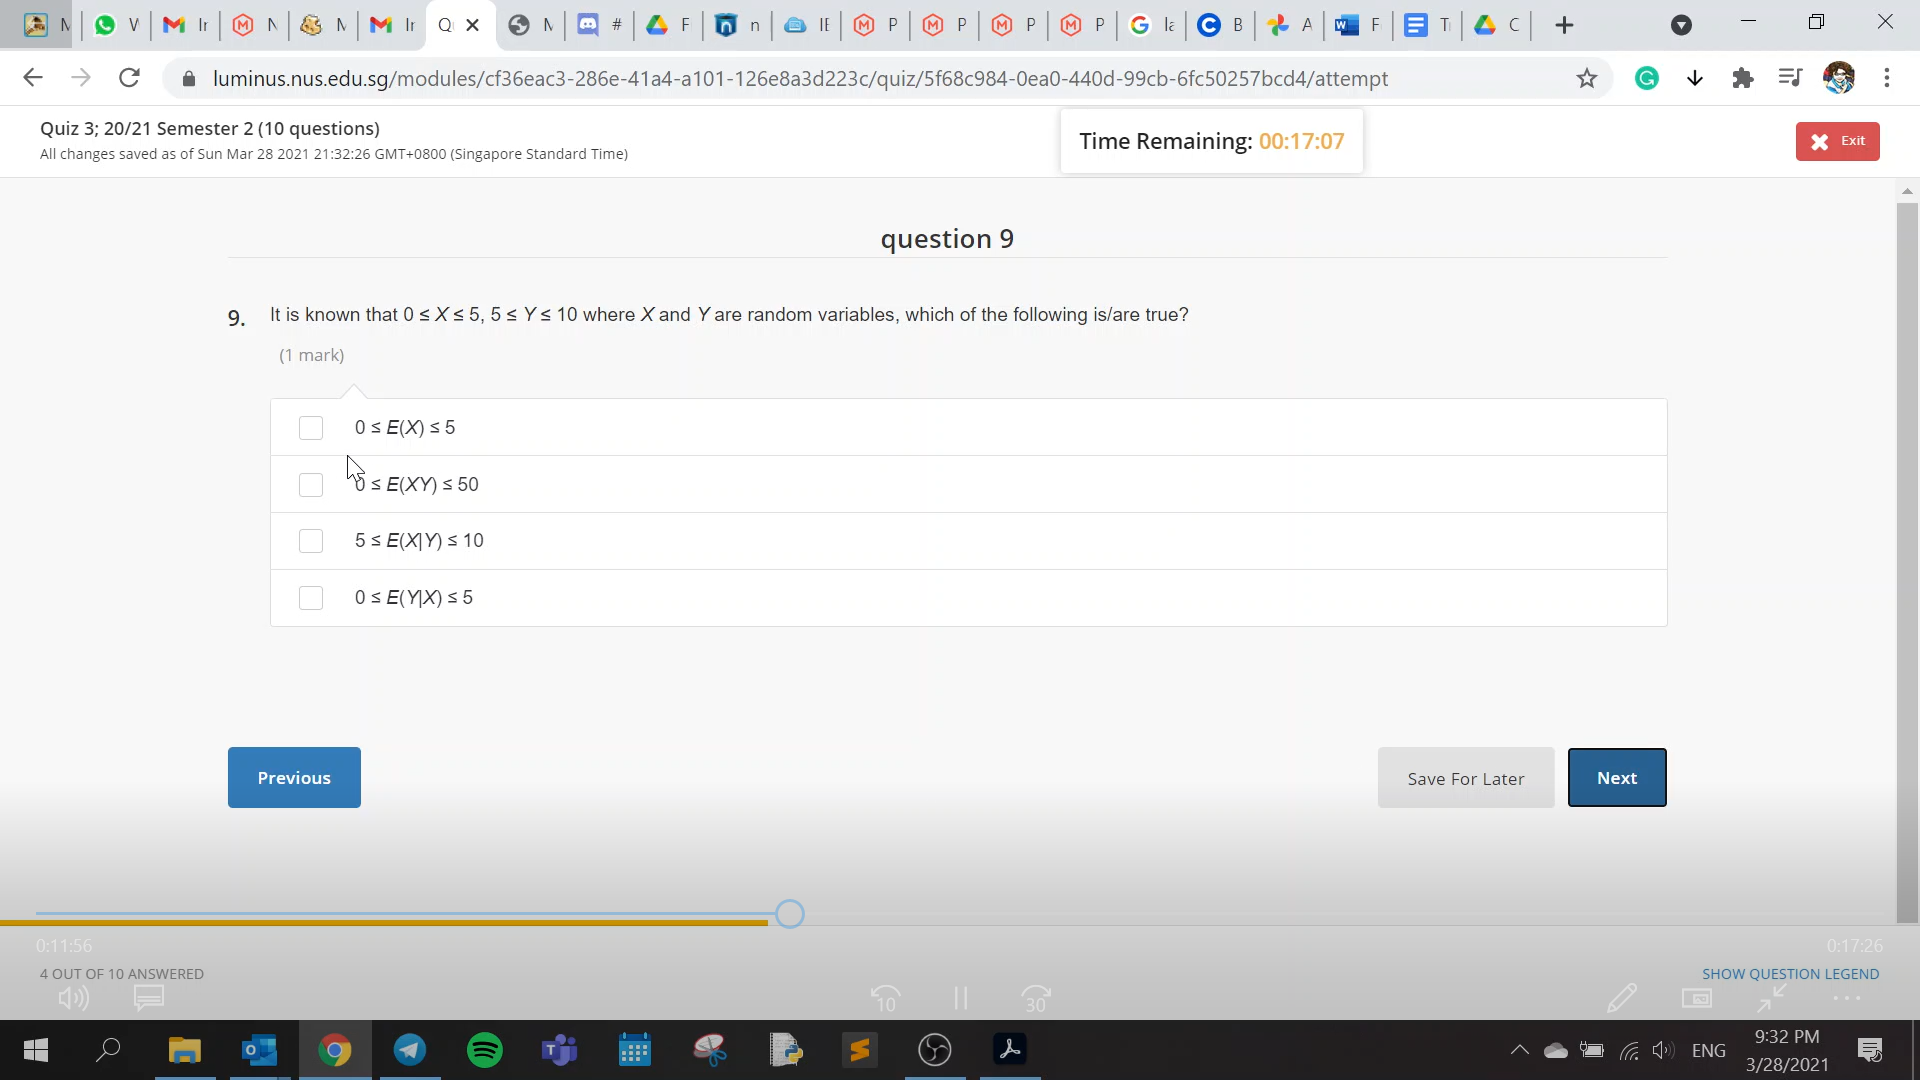 luminus.nus.edu.sg/modules/cf36eac3-286e-41a4-a101-126e8a3d223c/quiz/5f68c984-0ea0-440d-99cb-6fc50257bcd4/attempt
Quiz 3; 20/21 Semester 2 (10 questions)
All changes saved as of Sun Mar 28 2021 21:32:26 GMT+0800 (Singapore Standard Time)
Time Remaining: 00:17:07
Exit
question 9
9. It is known that 0 ≤ X ≤ 5, 5 ≤ Y ≤ 10 where X and Y are random variables, which of the following is/are true?
(1 mark)
0 ≤ E(X) ≤ 5
0 ≤ E(XY) ≤ 50
5 ≤ E(X|Y) ≤ 10
0 ≤ E(Y|X) ≤ 5
Previous
Save For Later
Next
0:11:56
0:17:26
4 OUT OF 10 ANSWERED
SHOW QUESTION LEGEND
10
30
ENG
9:32 PM
3/28/2021